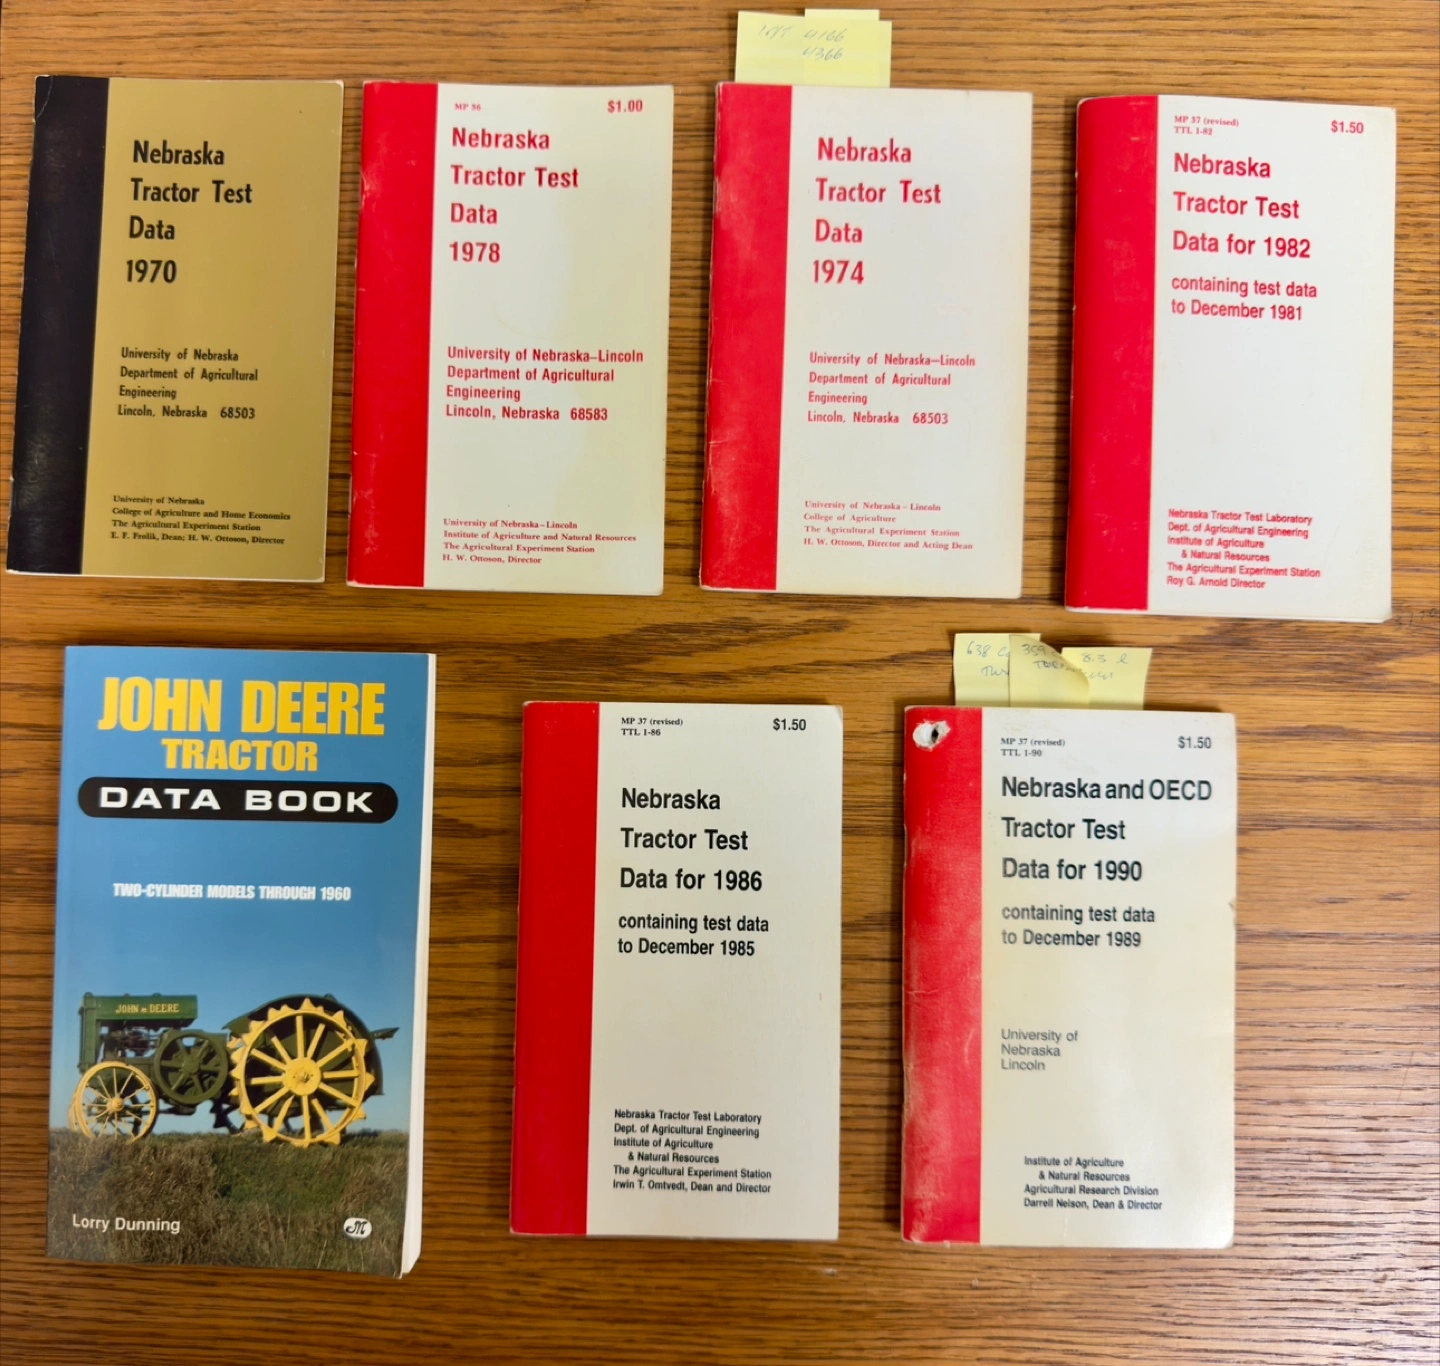 4166
4366
Nebraska
Tractor Test
Data
1970
University of Nebraska
Department of Agricultural
Engineering
Lincoln, Nebraska 68503
University of Nebraska
College of Agriculture and Home Economics
The Agricultural Experiment Station
E. F. Frolik, Dean; H. W. Ottoson, Director
MP 56
$1.00
Nebraska
Tractor Test
Data
1978
University of Nebraska–Lincoln
Department of Agricultural
Engineering
Lincoln, Nebraska 68583
University of Nebraska–Lincoln
Institute of Agriculture and Natural Resources
The Agricultural Experiment Station
H. W. Ottoson, Director
Nebraska
Tractor Test
Data
1974
University of Nebraska—Lincoln
Department of Agricultural
Engineering
Lincoln, Nebraska 68503
University of Nebraska – Lincoln
College of Agriculture
The Agricultural Experiment Station
H. W. Ottoson, Director and Acting Dean
MP 37 (revised)
TTL 1-82
$1.50
Nebraska
Tractor Test
Data for 1982
containing test data
to December 1981
Nebraska Tractor Test Laboratory
Dept. of Agricultural Engineering
Institute of Agriculture
& Natural Resources
The Agricultural Experiment Station
Roy G. Arnold Director
JOHN DEERE
TRACTOR
DATA BOOK
TWO-CYLINDER MODELS THROUGH 1960
JOHN DEERE
Lorry Dunning
MP 37 (revised)
TTL 1-86
$1.50
Nebraska
Tractor Test
Data for 1986
containing test data
to December 1985
Nebraska Tractor Test Laboratory
Dept. of Agricultural Engineering
Institute of Agriculture
& Natural Resources
The Agricultural Experiment Station
Irwin T. Omtvedt, Dean and Director
638
359
8.3 l
MP 37 (revised)
TTL 1-90
$1.50
Nebraska and OECD
Tractor Test
Data for 1990
containing test data
to December 1989
University of
Nebraska
Lincoln
Institute of Agriculture
& Natural Resources
Agricultural Research Division
Darrell Nelson, Dean & Director